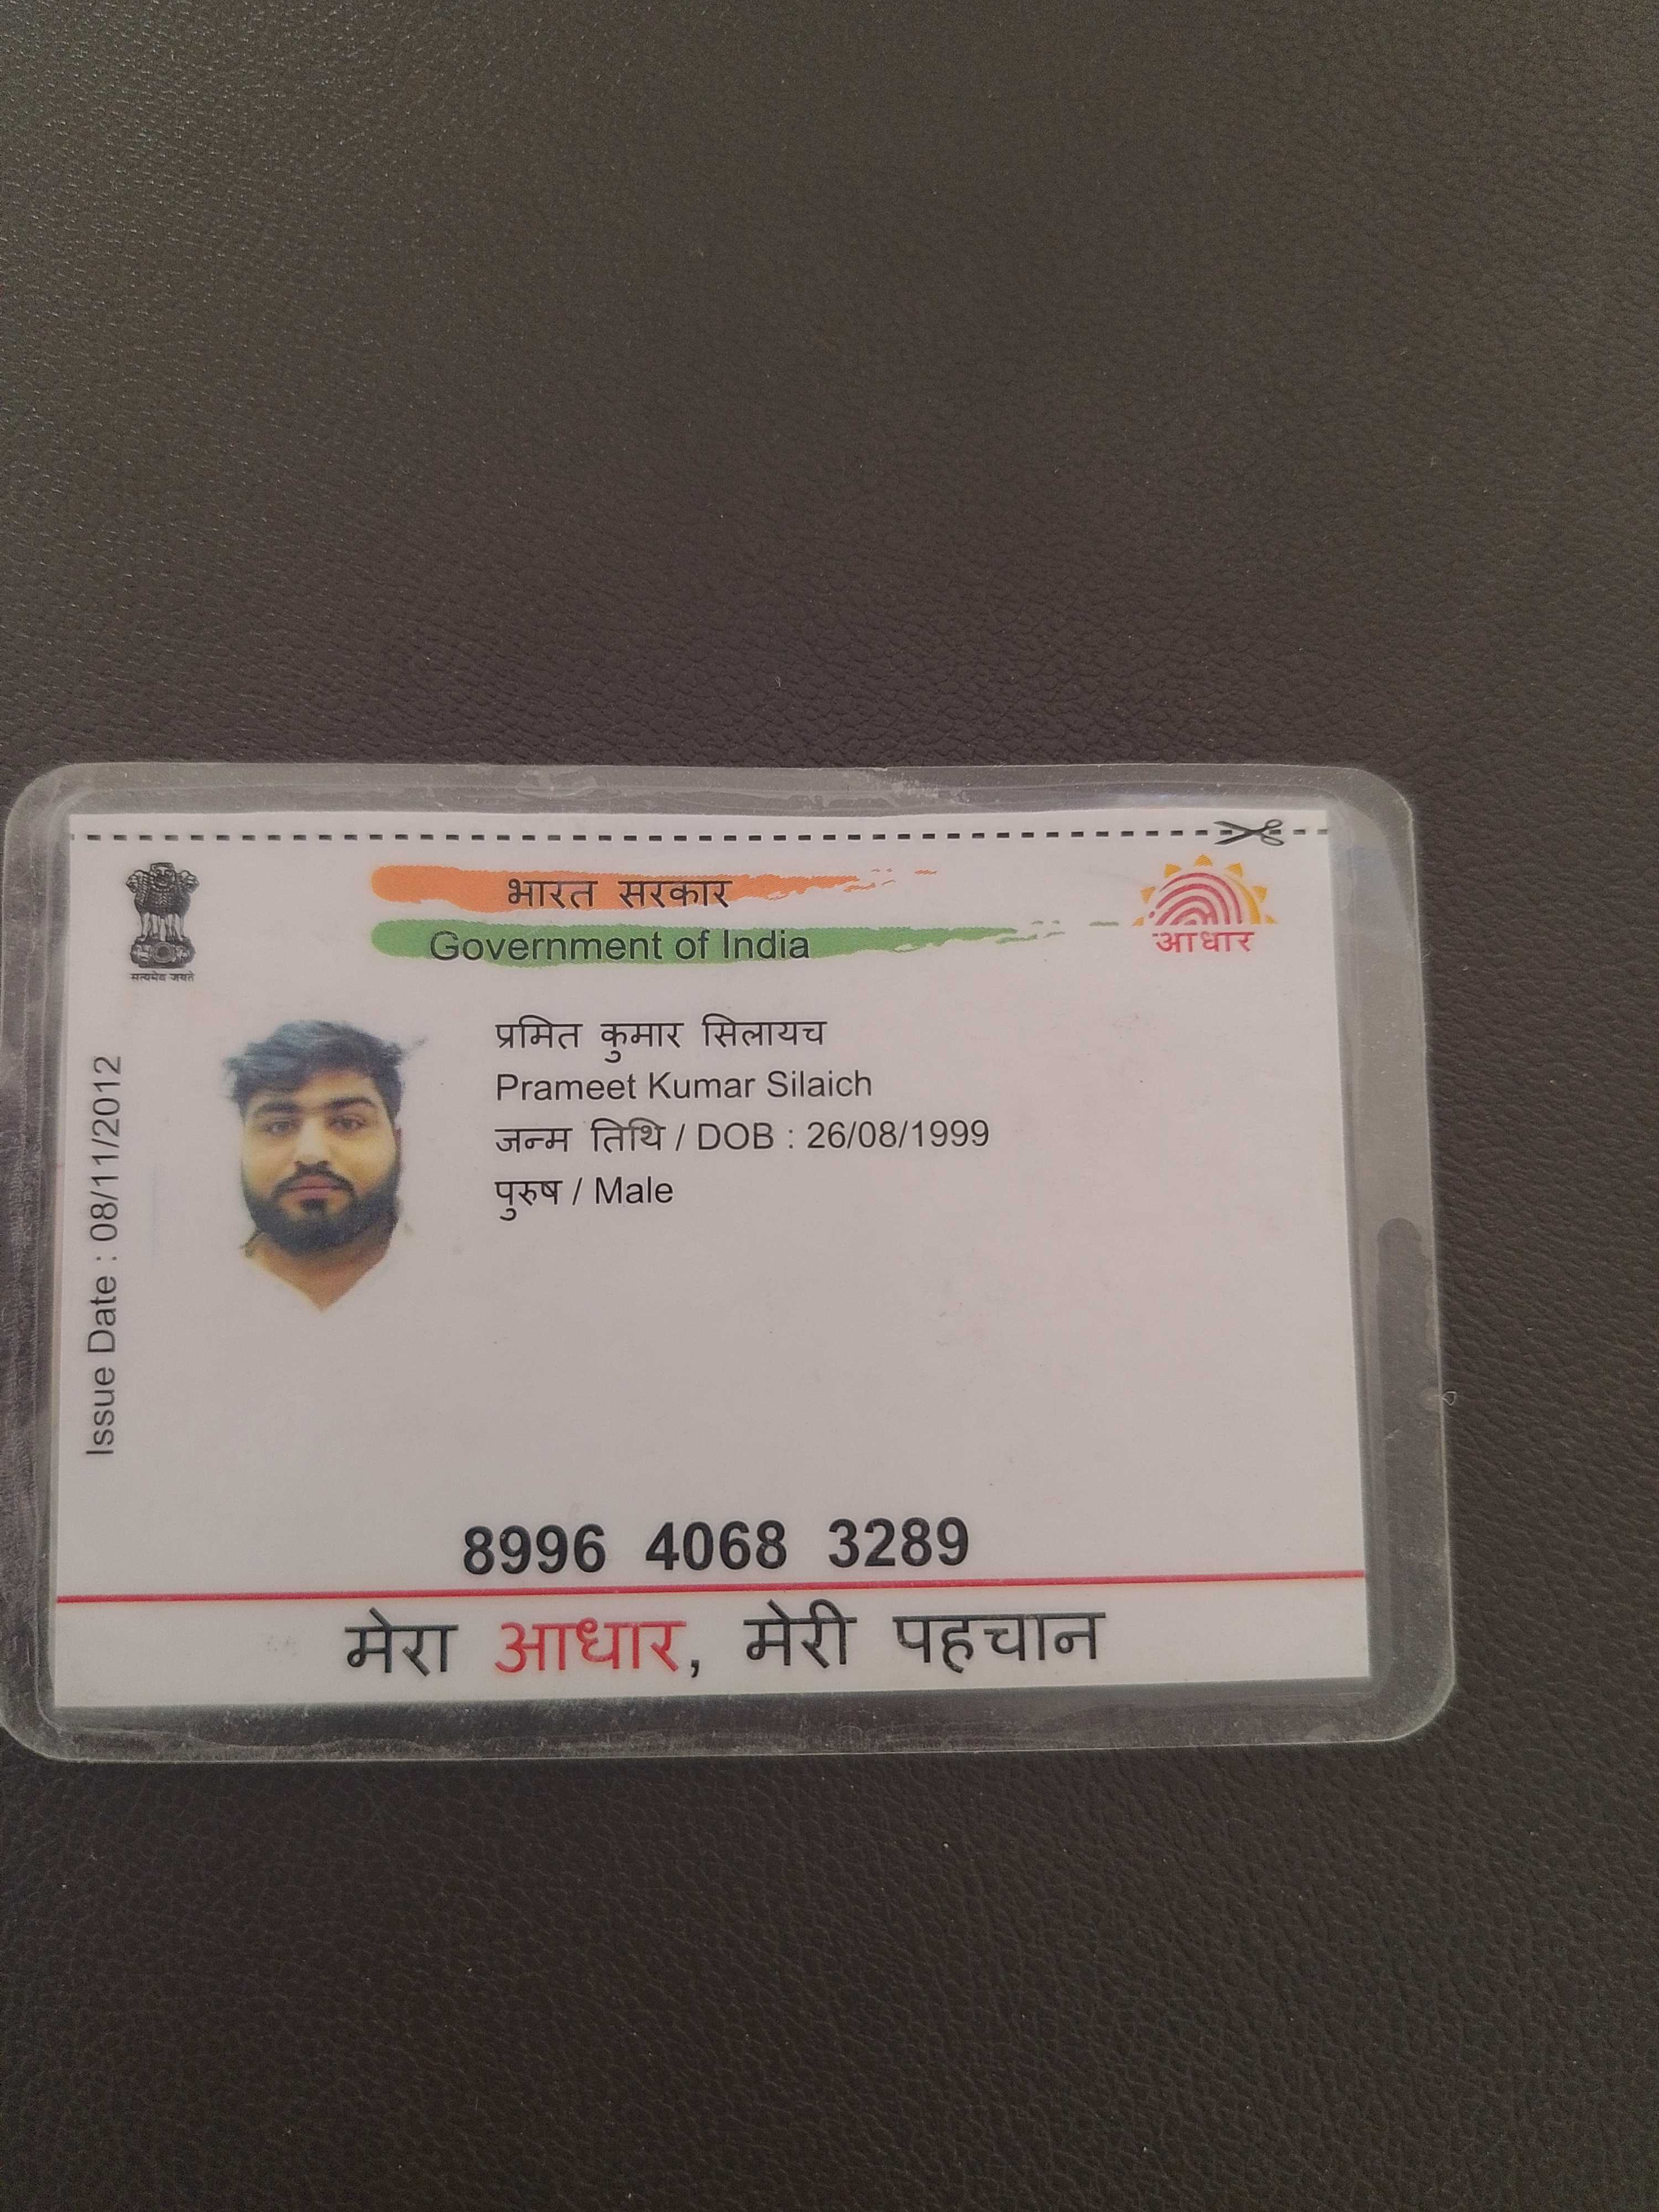 भारत सरकार
Government of India
सत्यमेव जयते
आधार
Issue Date : 08/11/2012
प्रमित कुमार सिलायच
Prameet Kumar Silaich
जन्म तिथि / DOB : 26/08/1999
पुरुष / Male
8996 4068 3289
मेरा आधार, मेरी पहचान